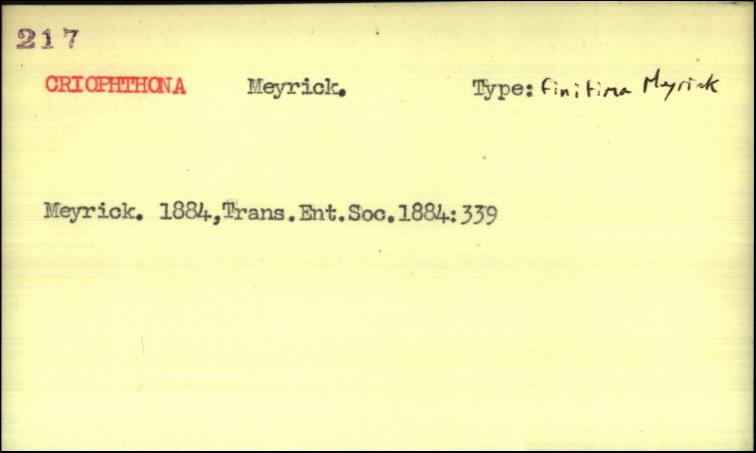 217
CRIOPHTHONA Meyrick. Type: finitima Meyrick
Meyrick. 1884,Trans.Ent.Soc.1884:339